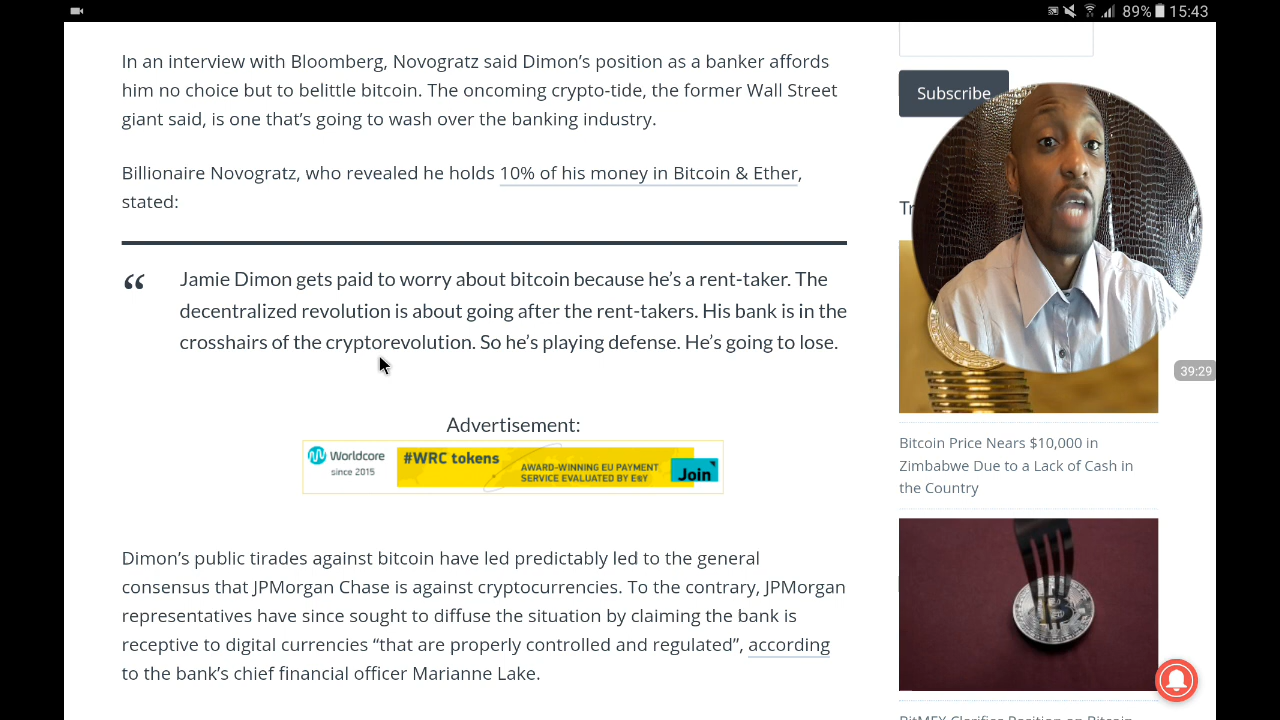 89% 15:43
In an interview with Bloomberg, Novogratz said Dimon's position as a banker affords
him no choice but to belittle bitcoin. The oncoming crypto-tide, the former Wall Street
giant said, is one that's going to wash over the banking industry.
Billionaire Novogratz, who revealed he holds 10% of his money in Bitcoin & Ether,
stated:
“ Jamie Dimon gets paid to worry about bitcoin because he's a rent-taker. The
decentralized revolution is about going after the rent-takers. His bank is in the
crosshairs of the cryptorevolution. So he's playing defense. He's going to lose.
Advertisement:
Worldcore
since 2015
#WRC tokens
AWARD-WINNING EU PAYMENT
SERVICE EVALUATED BY E&Y
Join
Dimon's public tirades against bitcoin have led predictably led to the general
consensus that JPMorgan Chase is against cryptocurrencies. To the contrary, JPMorgan
representatives have since sought to diffuse the situation by claiming the bank is
receptive to digital currencies “that are properly controlled and regulated”, according
to the bank's chief financial officer Marianne Lake.
Subscribe
39:29
Bitcoin Price Nears $10,000 in
Zimbabwe Due to a Lack of Cash in
the Country